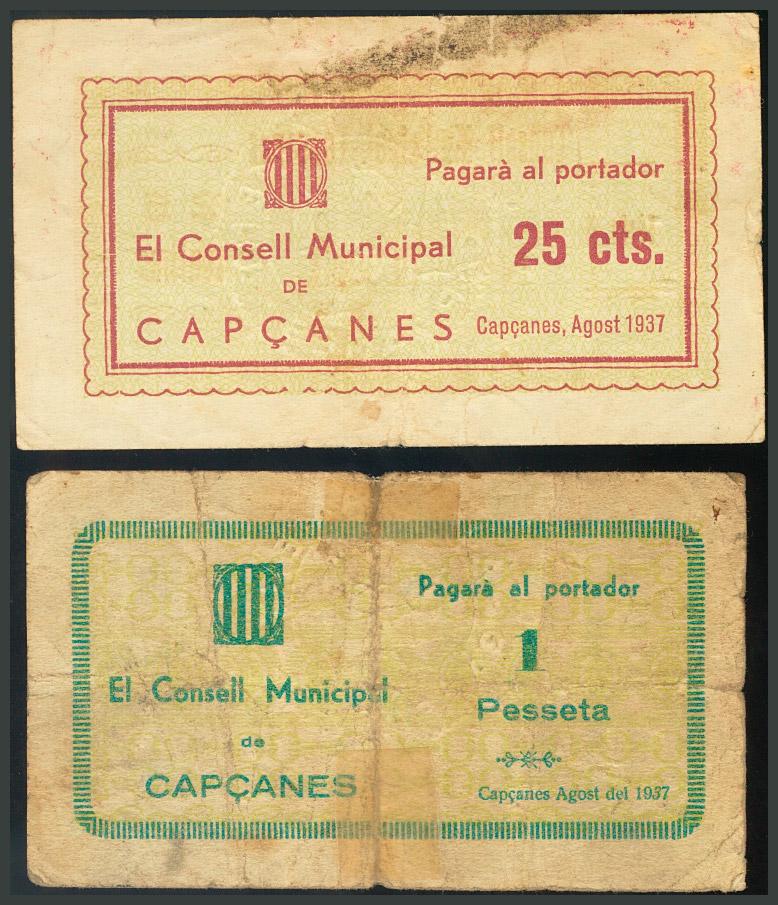 Pagarà al portador
El Consell Municipal
25 cts.
DE
CAPÇANES
Capçanes, Agost 1937
Pagarà al portador
1
El Consell Municipal
Pesseta
de
CAPÇANES
Capçanes Agost del 1937